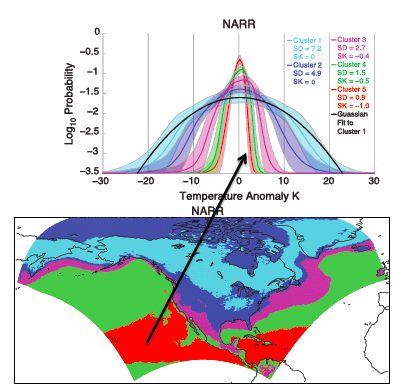 NARR
0
−0.5
−1
−1.5
−2
−2.5
−3
−3.5
Log10 Probability
Cluster 1
SD = 7.2
SK = 0
Cluster 2
SD = 4.9
SK = 0
Cluster 3
SD = 2.7
SK = −0.4
Cluster 4
SD = 1.5
SK = −0.5
Cluster 5
SD = 0.9
SK = −1.0
Guassian
Fit to
Cluster 1
−30 −20 −10 0 10 20 30
Temperature Anomaly K
NARR